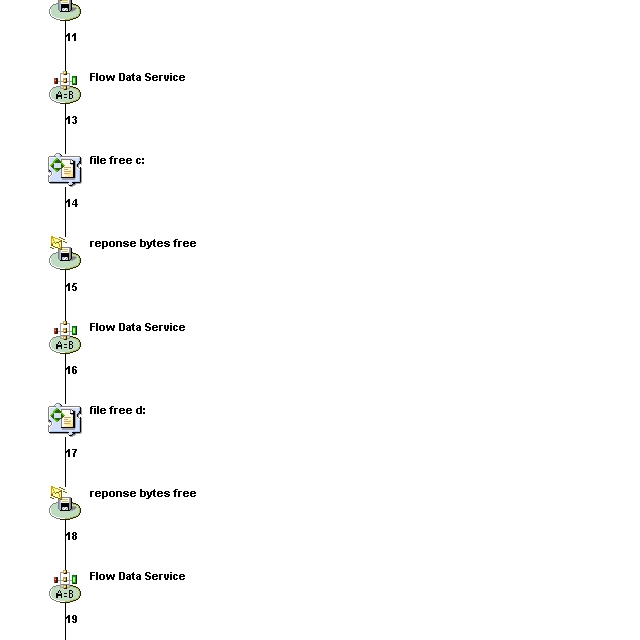 11
Flow Data Service
A=B
13
file free c:
14
reponse bytes free
15
Flow Data Service
A=B
16
file free d:
17
reponse bytes free
18
Flow Data Service
A=B
19